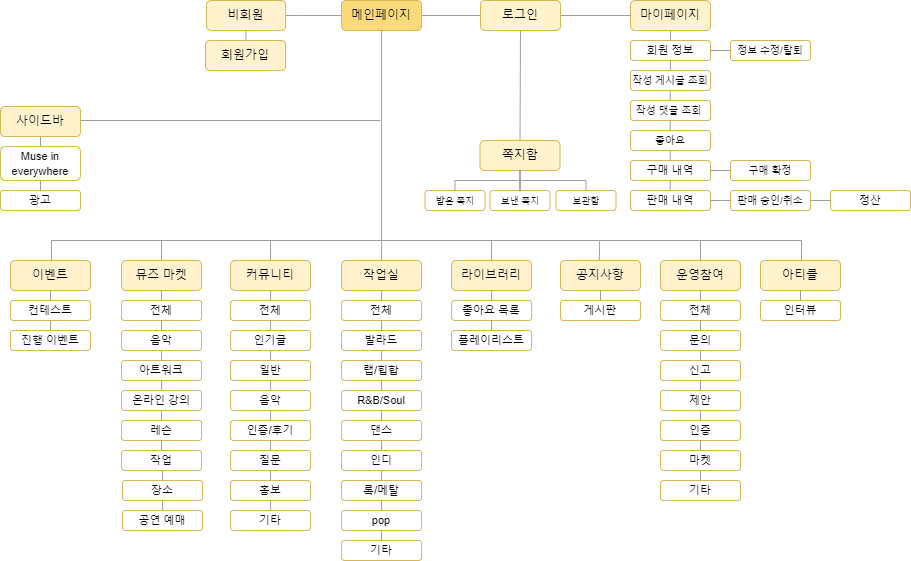 비회원
메인페이지
로그인
마이페이지
회원가입
회원 정보
정보 수정/탈퇴
작성 게시글 조회
작성 댓글 조회
좋아요
구매 내역
구매 확정
판매 내역
판매 승인/취소
정산
사이드바
Muse in
everywhere
광고
쪽지함
받은 쪽지
보낸 쪽지
보관함
이벤트
컨테스트
진행 이벤트
뮤즈 마켓
전체
음악
아트워크
온라인 강의
레슨
작업
장소
공연 예매
커뮤니티
전체
인기글
일반
음악
인증/후기
질문
홍보
기타
작업실
전체
발라드
랩/힙합
R&B/Soul
댄스
인디
록/메탈
pop
기타
라이브러리
좋아요 목록
플레이리스트
공지사항
게시판
운영참여
전체
문의
신고
제안
인증
마켓
기타
아티클
인터뷰